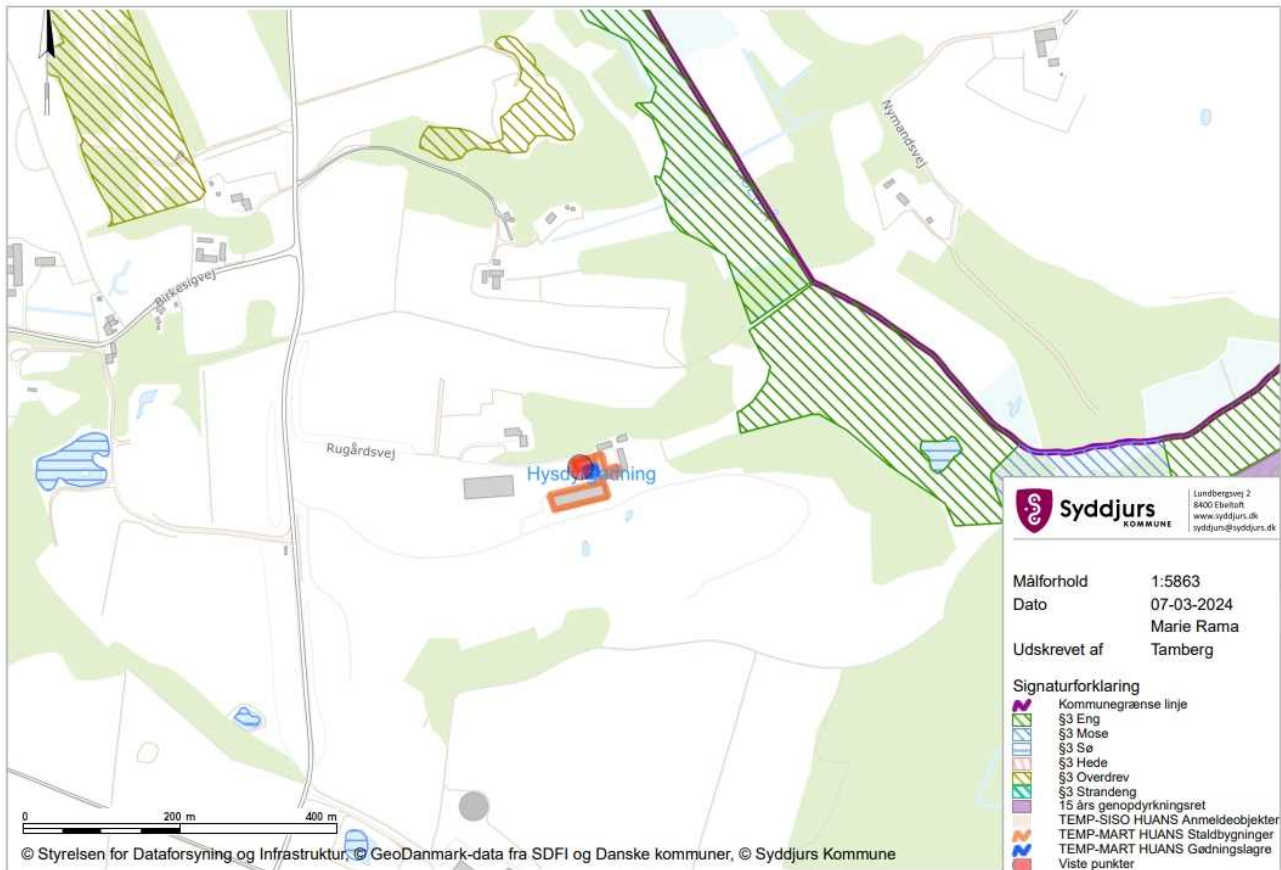 Nymandsvej
Birkesigvej
Rugårdsvej
Syddjurs
KOMMUNE
Lundbergsvej 2
8400 Ebeltoft
www.syddjurs.dk
syddjurs@syddjurs.dk
Målforhold 1:5863
Dato 07-03-2024
Marie Rama
Udskrevet af Tamberg
Signaturforklaring
Kommunegrænse linje
§3 Eng
§3 Mose
§3 Sø
§3 Hede
§3 Overdrev
§3 Strandeng
15 års genopdyrkningsret
TEMP-SISO HUANS Anmeldeobjekter
TEMP-MART HUANS Staldbygninger
TEMP-MART HUANS Gødningslagre
Viste punkter
0 200 m 400 m
© Styrelsen for Dataforsyning og Infrastruktur, © GeoDanmark-data fra SDFI og Danske kommuner, © Syddjurs Kommune